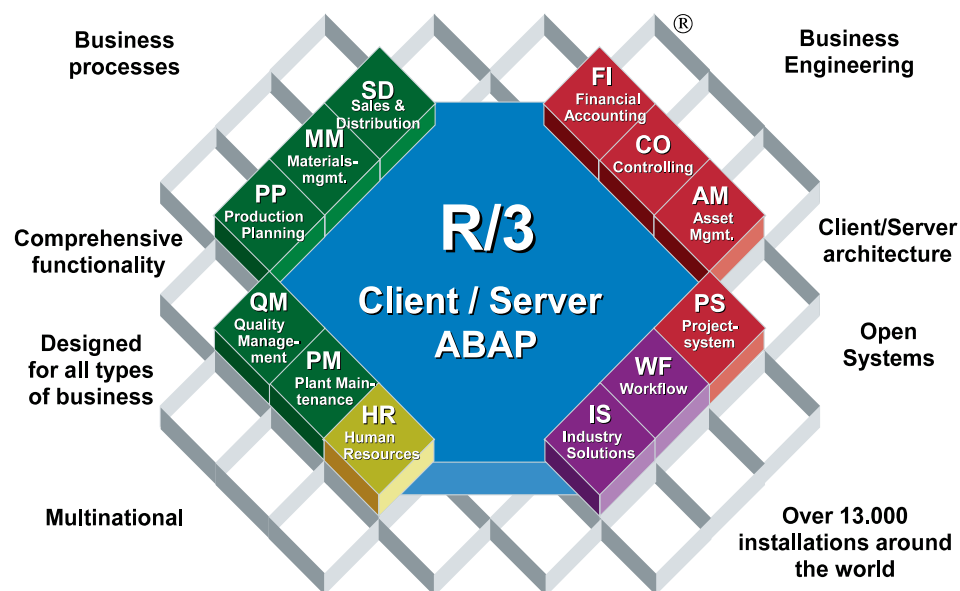 Business
processes
®
Business
Engineering
SD
Sales &
Distribution
MM
Materials-
mgmt.
PP
Production
Planning
FI
Financial
Accounting
CO
Controlling
AM
Asset
Mgmt.
R/3
Client / Server
ABAP
Comprehensive
functionality
Client/Server
architecture
QM
Quality
Manage-
ment
PM
Plant Main-
tenance
HR
Human
Resources
PS
Project-
system
WF
Workflow
IS
Industry
Solutions
Designed
for all types
of business
Open
Systems
Multinational
Over 13.000
installations around
the world